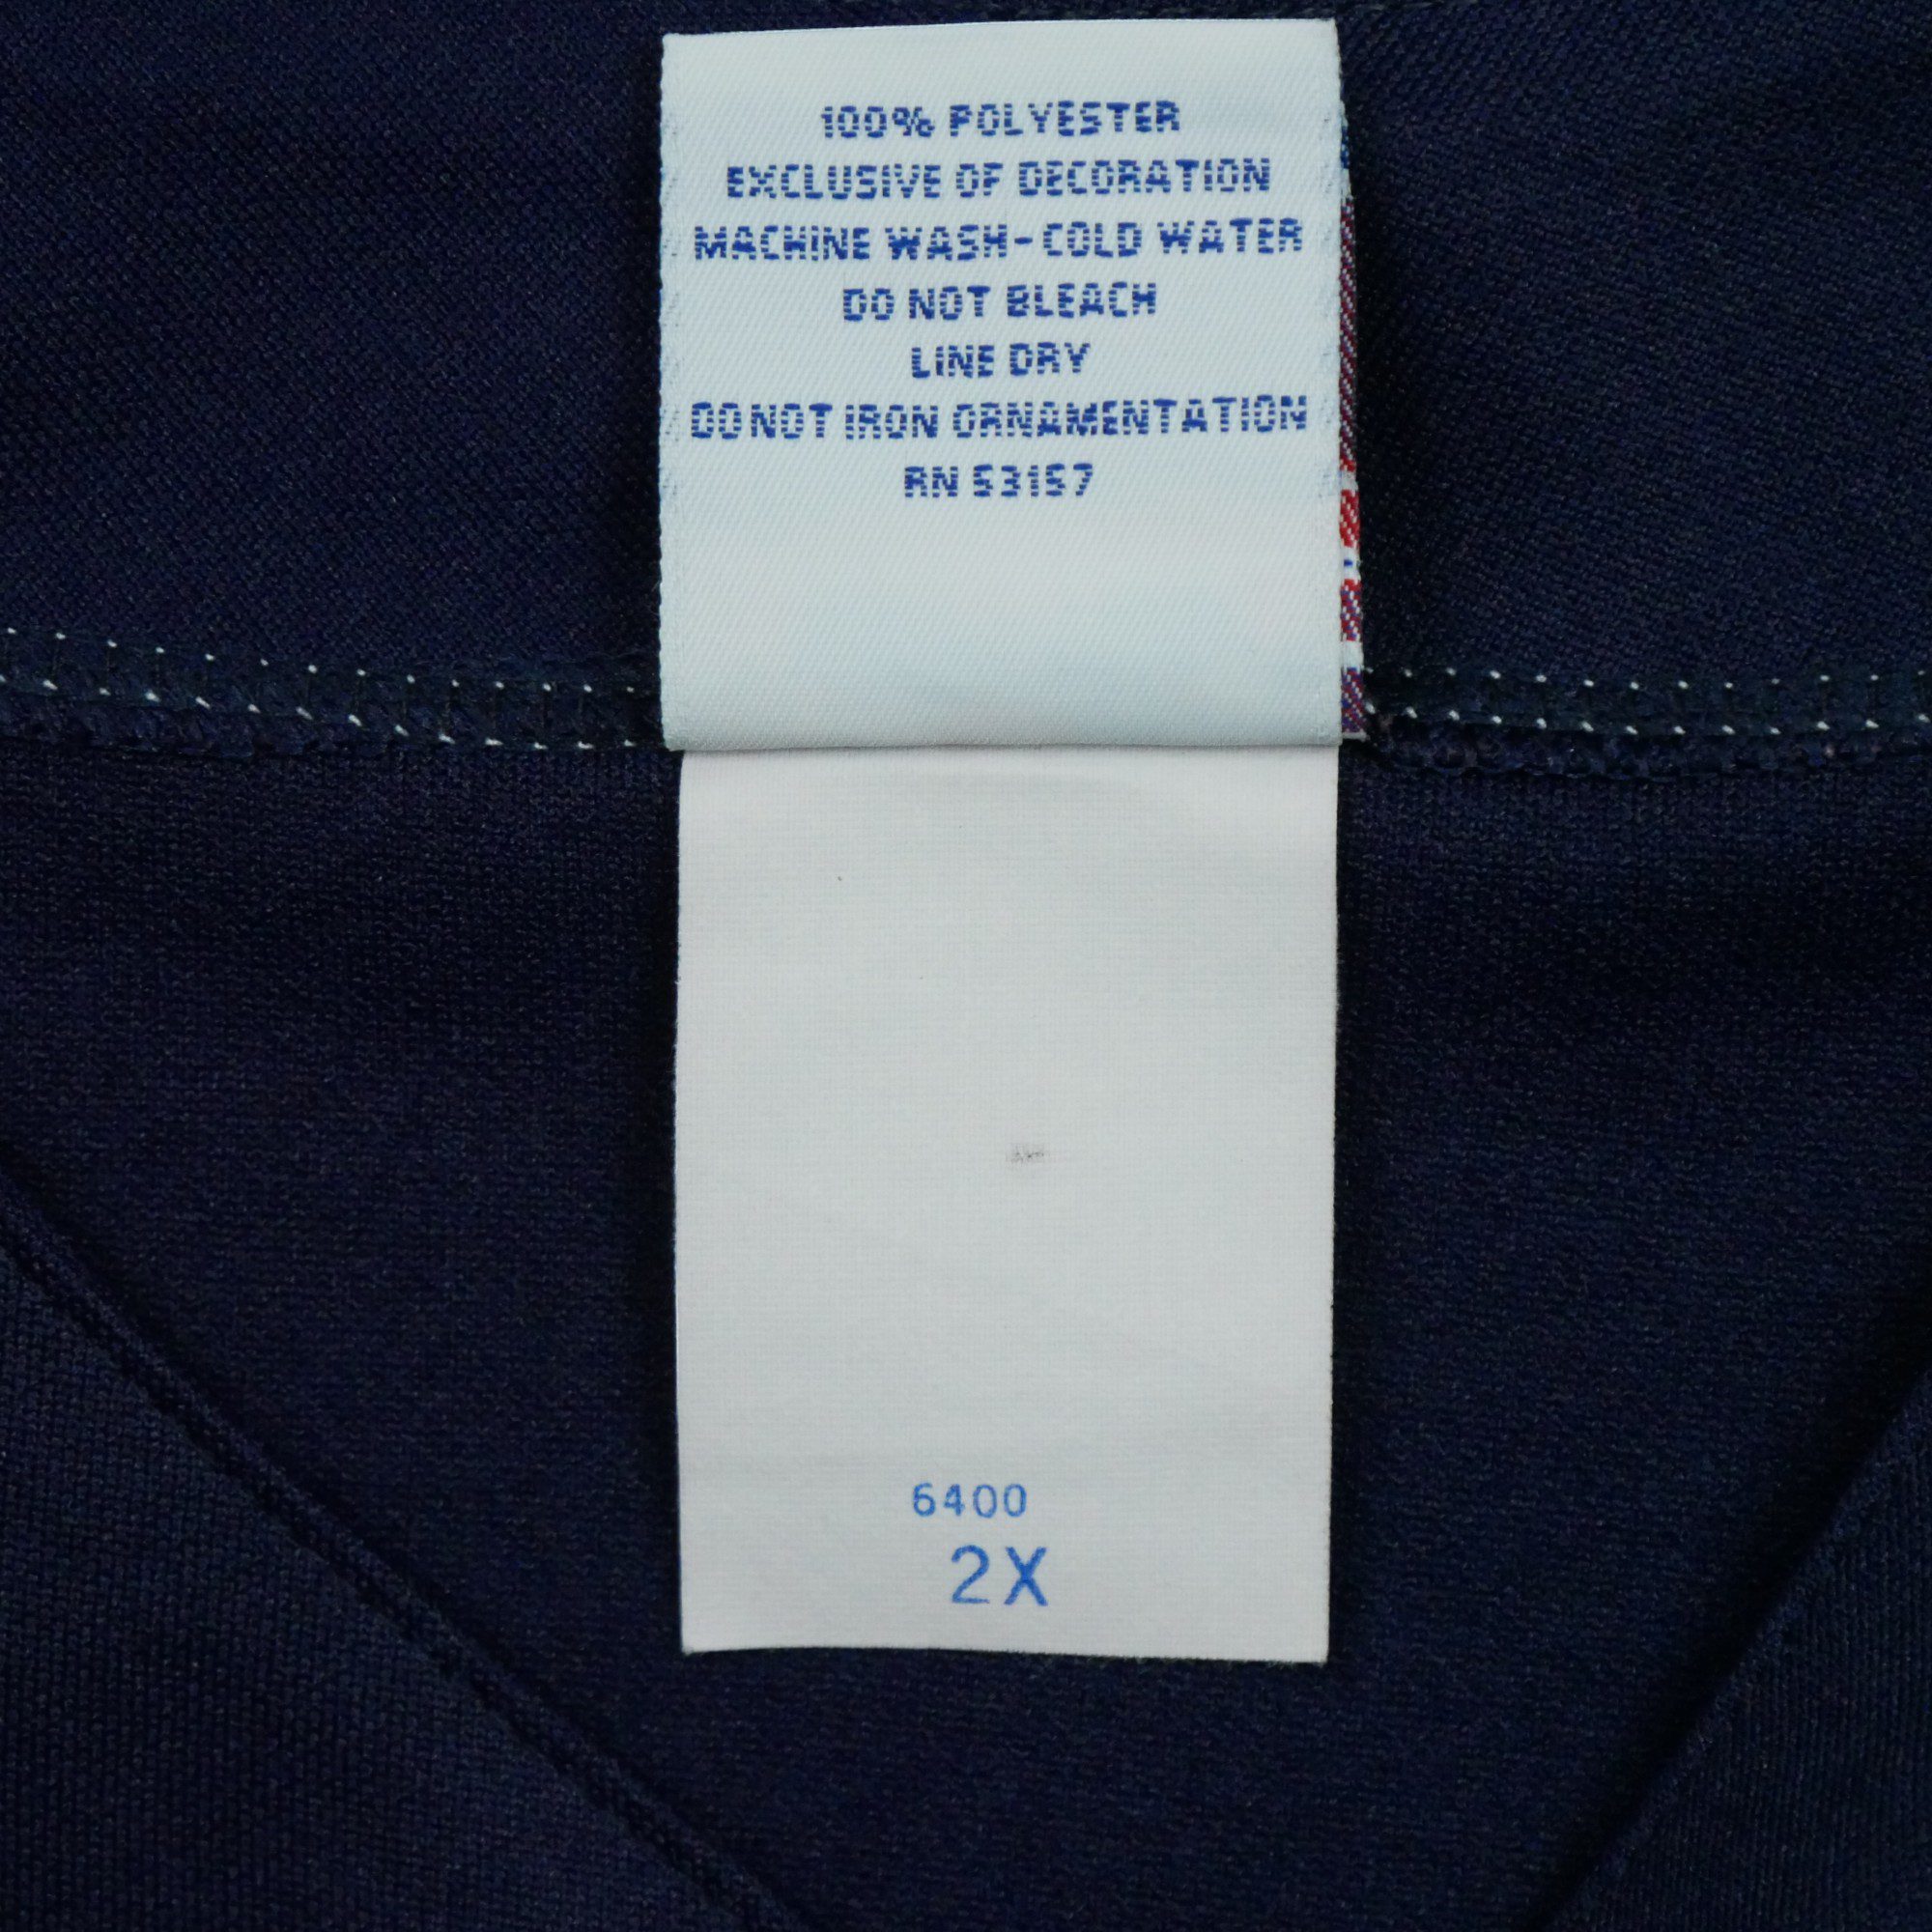 100% POLYESTER
EXCLUSIVE OF DECORATION
MACHINE WASH-COLD WATER
DO NOT BLEACH
LINE DRY
DO NOT IRON ORNAMENTATION
RN 53157
6400
2X